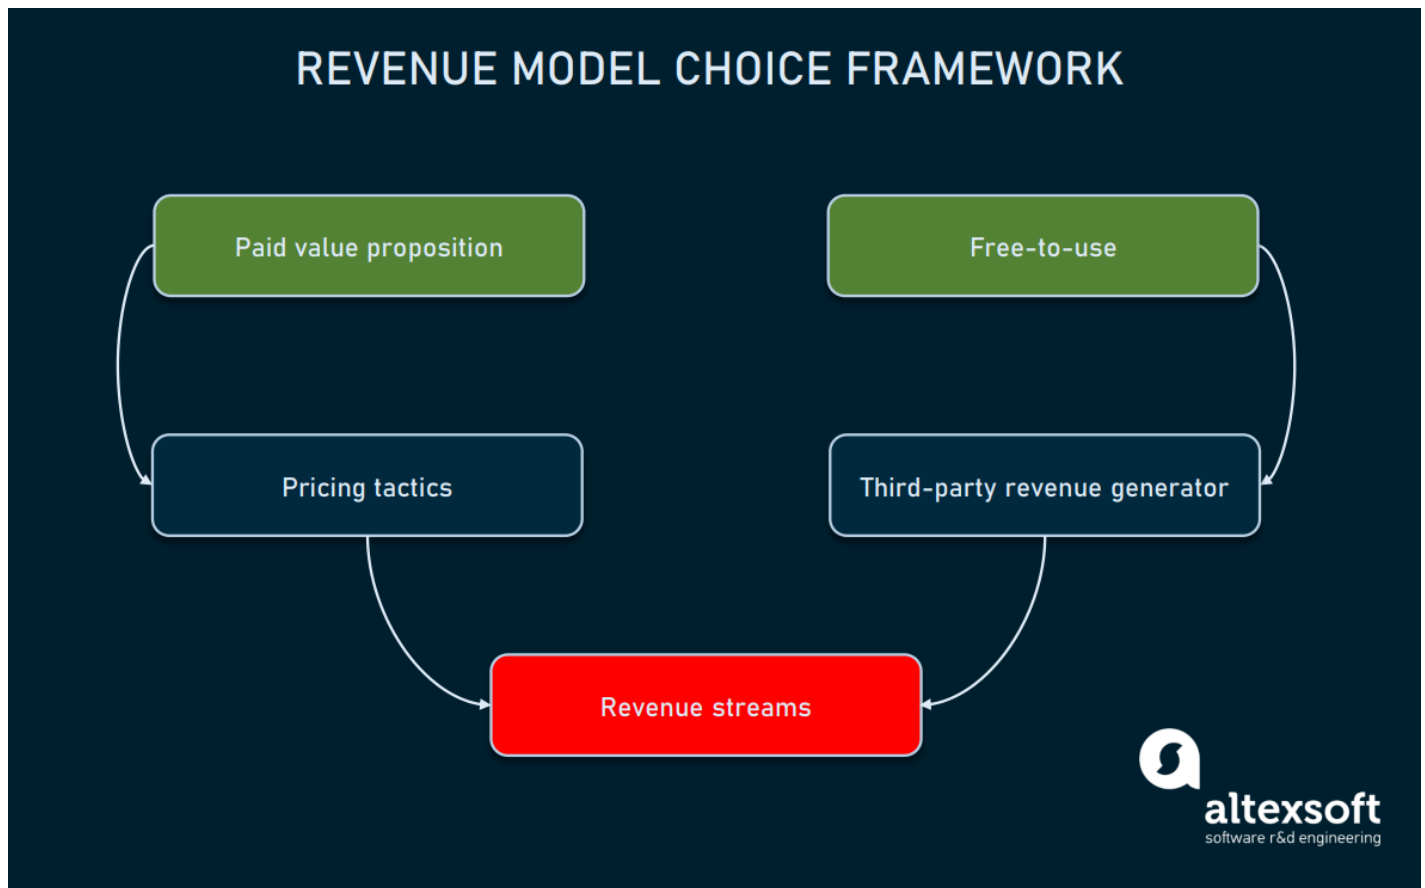 REVENUE MODEL CHOICE FRAMEWORK
Paid value proposition
Free-to-use
Pricing tactics
Third-party revenue generator
Revenue streams
altexsoft
software r&d engineering